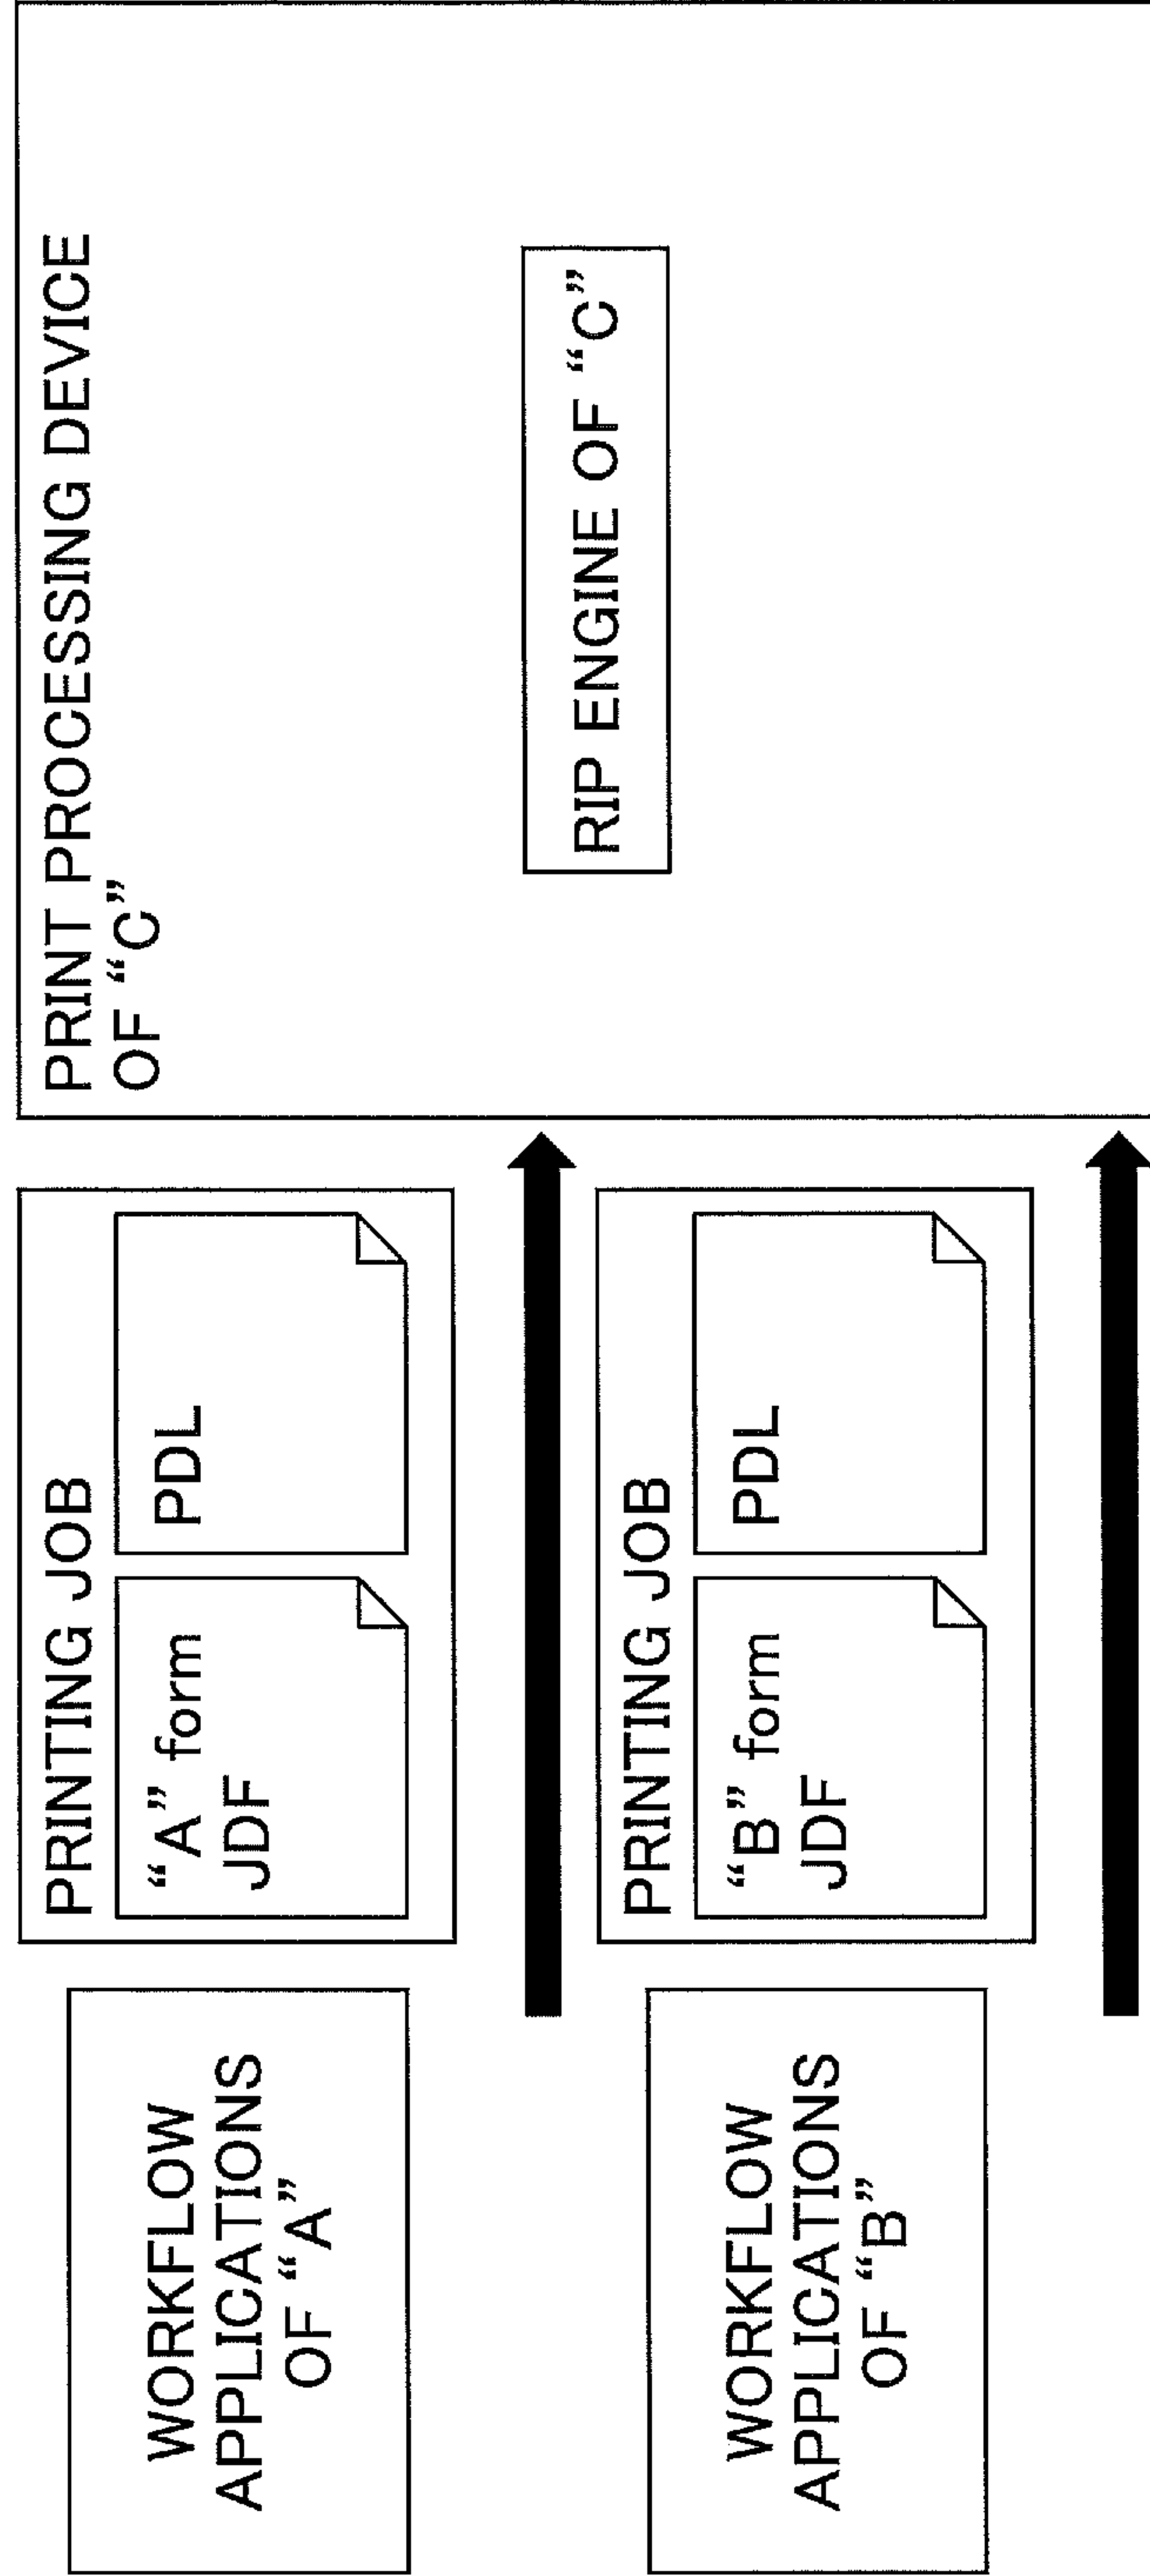 WORKFLOW
APPLICATIONS
OF “A”
PRINTING JOB
“A” form
JDF
PDL
WORKFLOW
APPLICATIONS
OF “B”
PRINTING JOB
“B” form
JDF
PDL
PRINT PROCESSING DEVICE
OF “C”
RIP ENGINE OF “C”